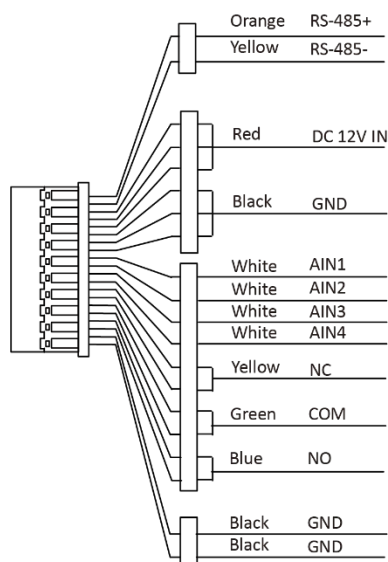 Orange RS-485+
Yellow RS-485-
Red DC 12V IN
Black GND
White AIN1
White AIN2
White AIN3
White AIN4
Yellow NC
Green COM
Blue NO
Black GND
Black GND